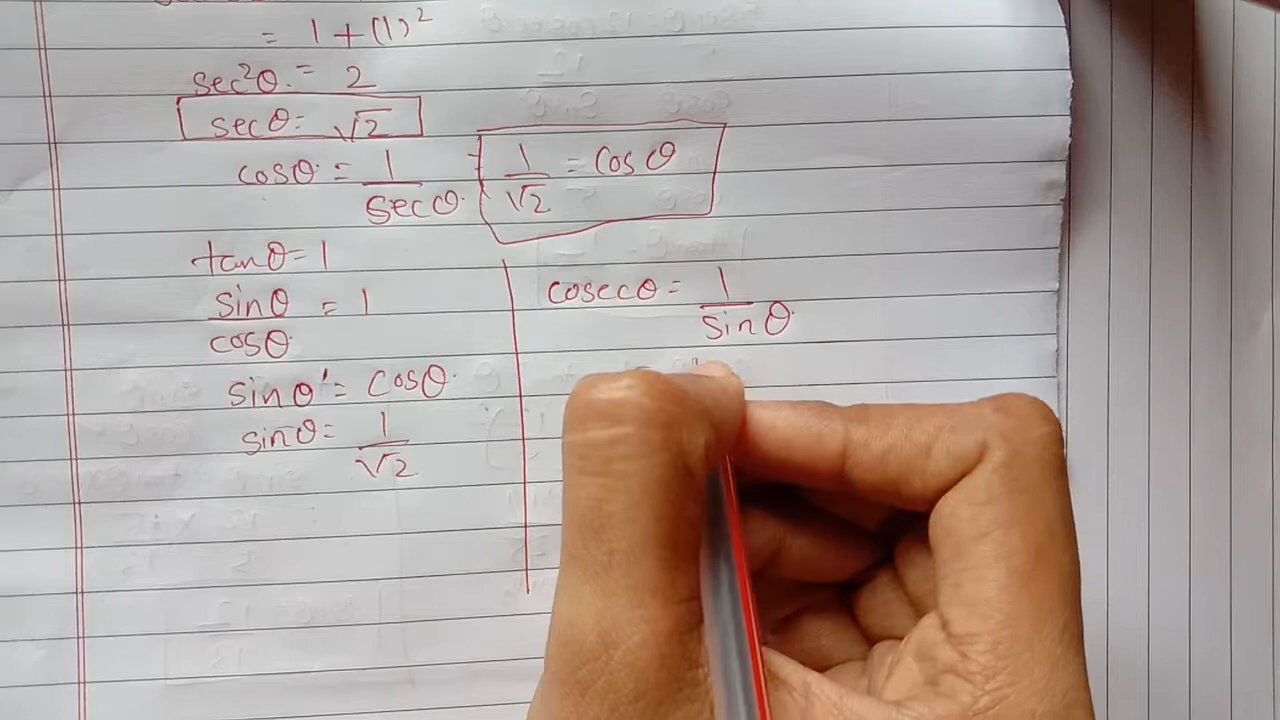 = 1 + (1)²
sec²θ = 2
secθ = √2
cosθ = 1/secθ = 1/√2 = cosθ
tanθ = 1
sinθ/cosθ = 1
sinθ = cosθ
sinθ = 1/√2
cosecθ = 1/sinθ